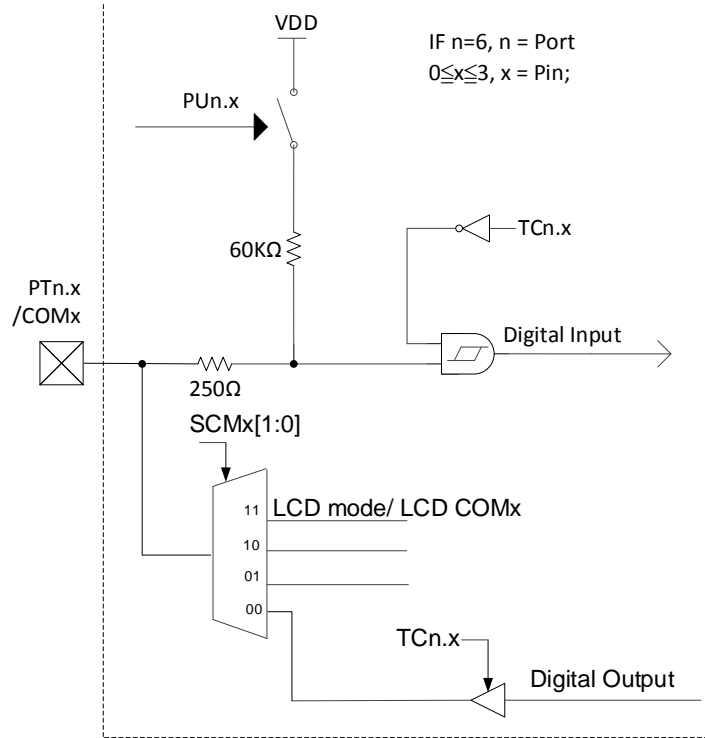 VDD
IF n=6, n = Port
0≦x≦3, x = Pin;
PUn.x
60KΩ
TCn.x
PTn.x
/COMx
Digital Input
250Ω
SCMx[1:0]
11
LCD mode/ LCD COMx
10
01
00
TCn.x
Digital Output